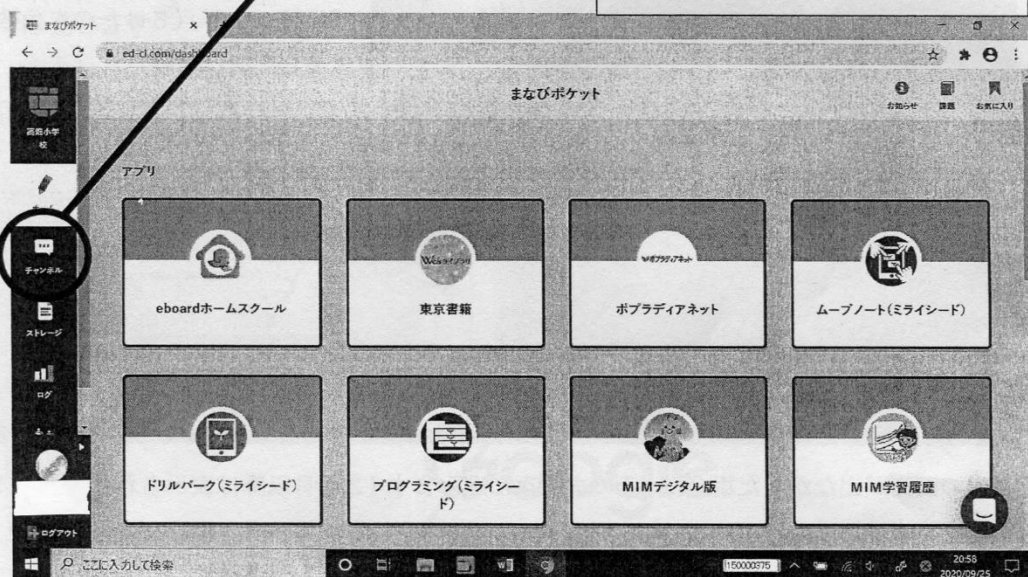 まなびポケット
ed-cl.com/dashboard
まなびポケット
お知らせ
課題
お気に入り
チャンネル
ストレージ
ログ
ログアウト
アプリ
eboardホームスクール
東京書籍
ポプラディアネット
ムーブノート(ミライシード)
ドリルパーク(ミライシード)
プログラミング(ミライシー
ド)
MIMデジタル版
MIM学習履歴
ここに入力して検索
150000375
20:58
2020/09/25